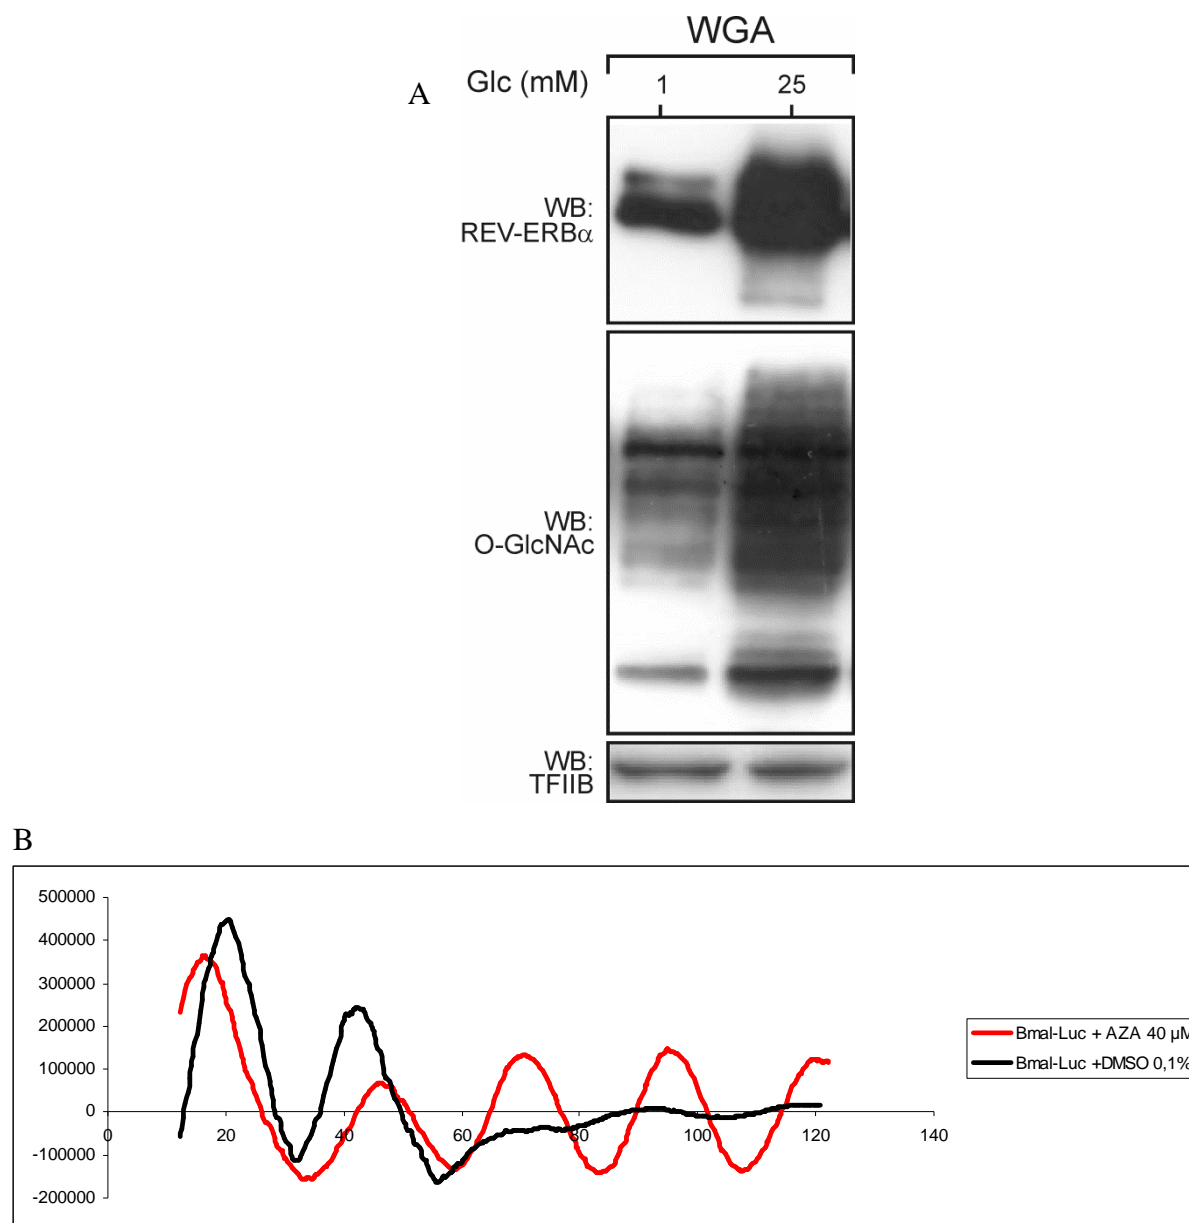 WGA
A
Glc (mM) 1 25
WB:
REV-ERBα
WB:
O-GlcNAc
WB:
TFIIB
B
500000
400000
300000
200000
100000
0
-100000
-200000
0 20 40 60 80 100 120 140
Bmal-Luc + AZA 40 µM
Bmal-Luc +DMSO 0,1%